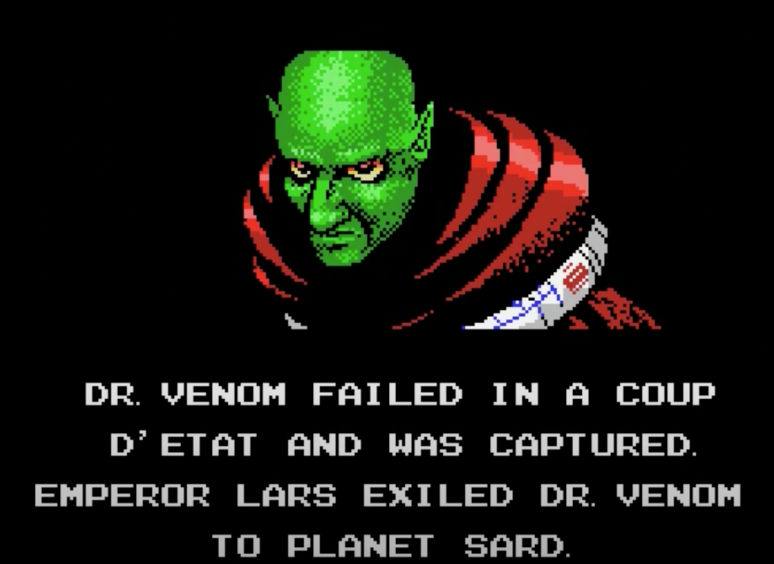 DR. VENOM FAILED IN A COUP
D'ETAT AND WAS CAPTURED.
EMPEROR LARS EXILED DR. VENOM
TO PLANET SARD.